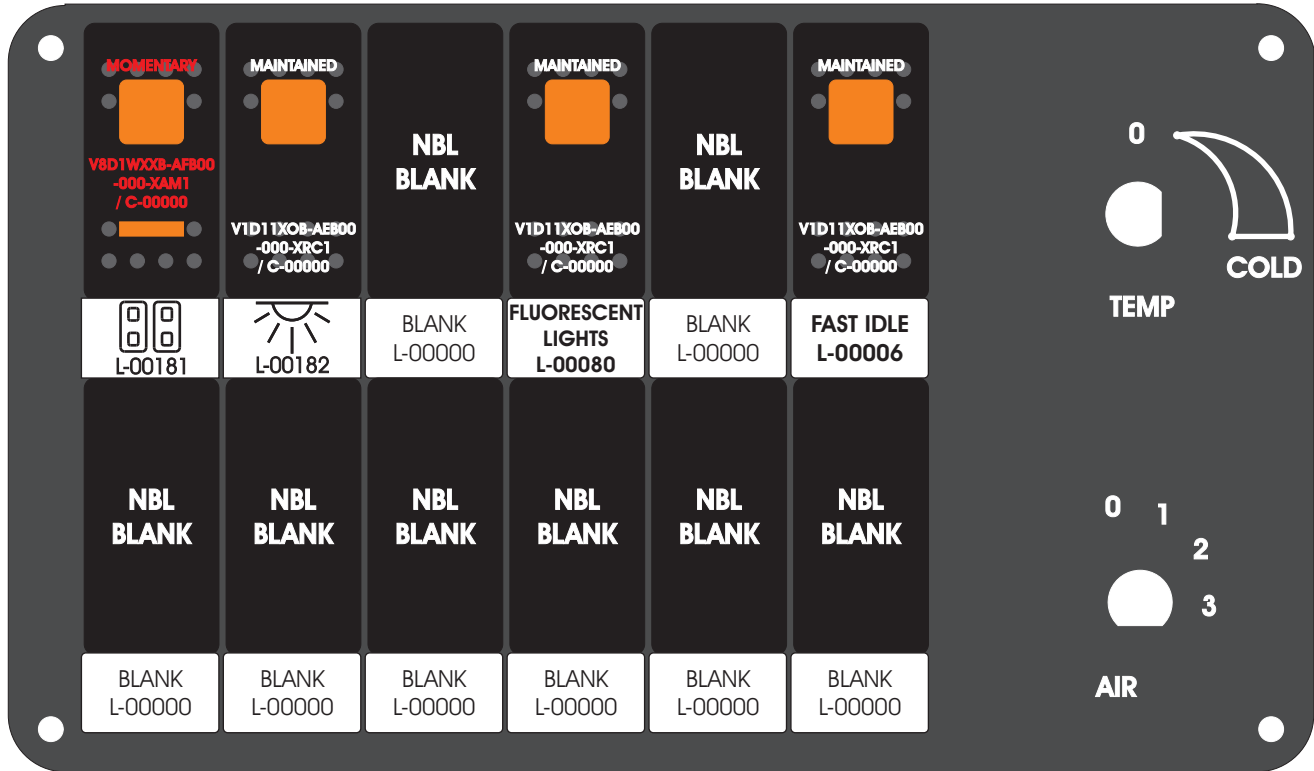 MOMENTARY
V8D1WXXB-AFB00
-000-XAM1
/ C-00000
L-00181
MAINTAINED
V1D11XOB-AEB00
-000-XRC1
/ C-00000
L-00182
NBL
BLANK
BLANK
L-00000
MAINTAINED
V1D11XOB-AEB00
-000-XRC1
/ C-00000
FLUORESCENT
LIGHTS
L-00080
NBL
BLANK
BLANK
L-00000
MAINTAINED
V1D11XOB-AEB00
-000-XRC1
/ C-00000
FAST IDLE
L-00006
0
COLD
TEMP
NBL
BLANK
BLANK
L-00000
NBL
BLANK
BLANK
L-00000
NBL
BLANK
BLANK
L-00000
NBL
BLANK
BLANK
L-00000
NBL
BLANK
BLANK
L-00000
NBL
BLANK
BLANK
L-00000
0
1
2
3
AIR